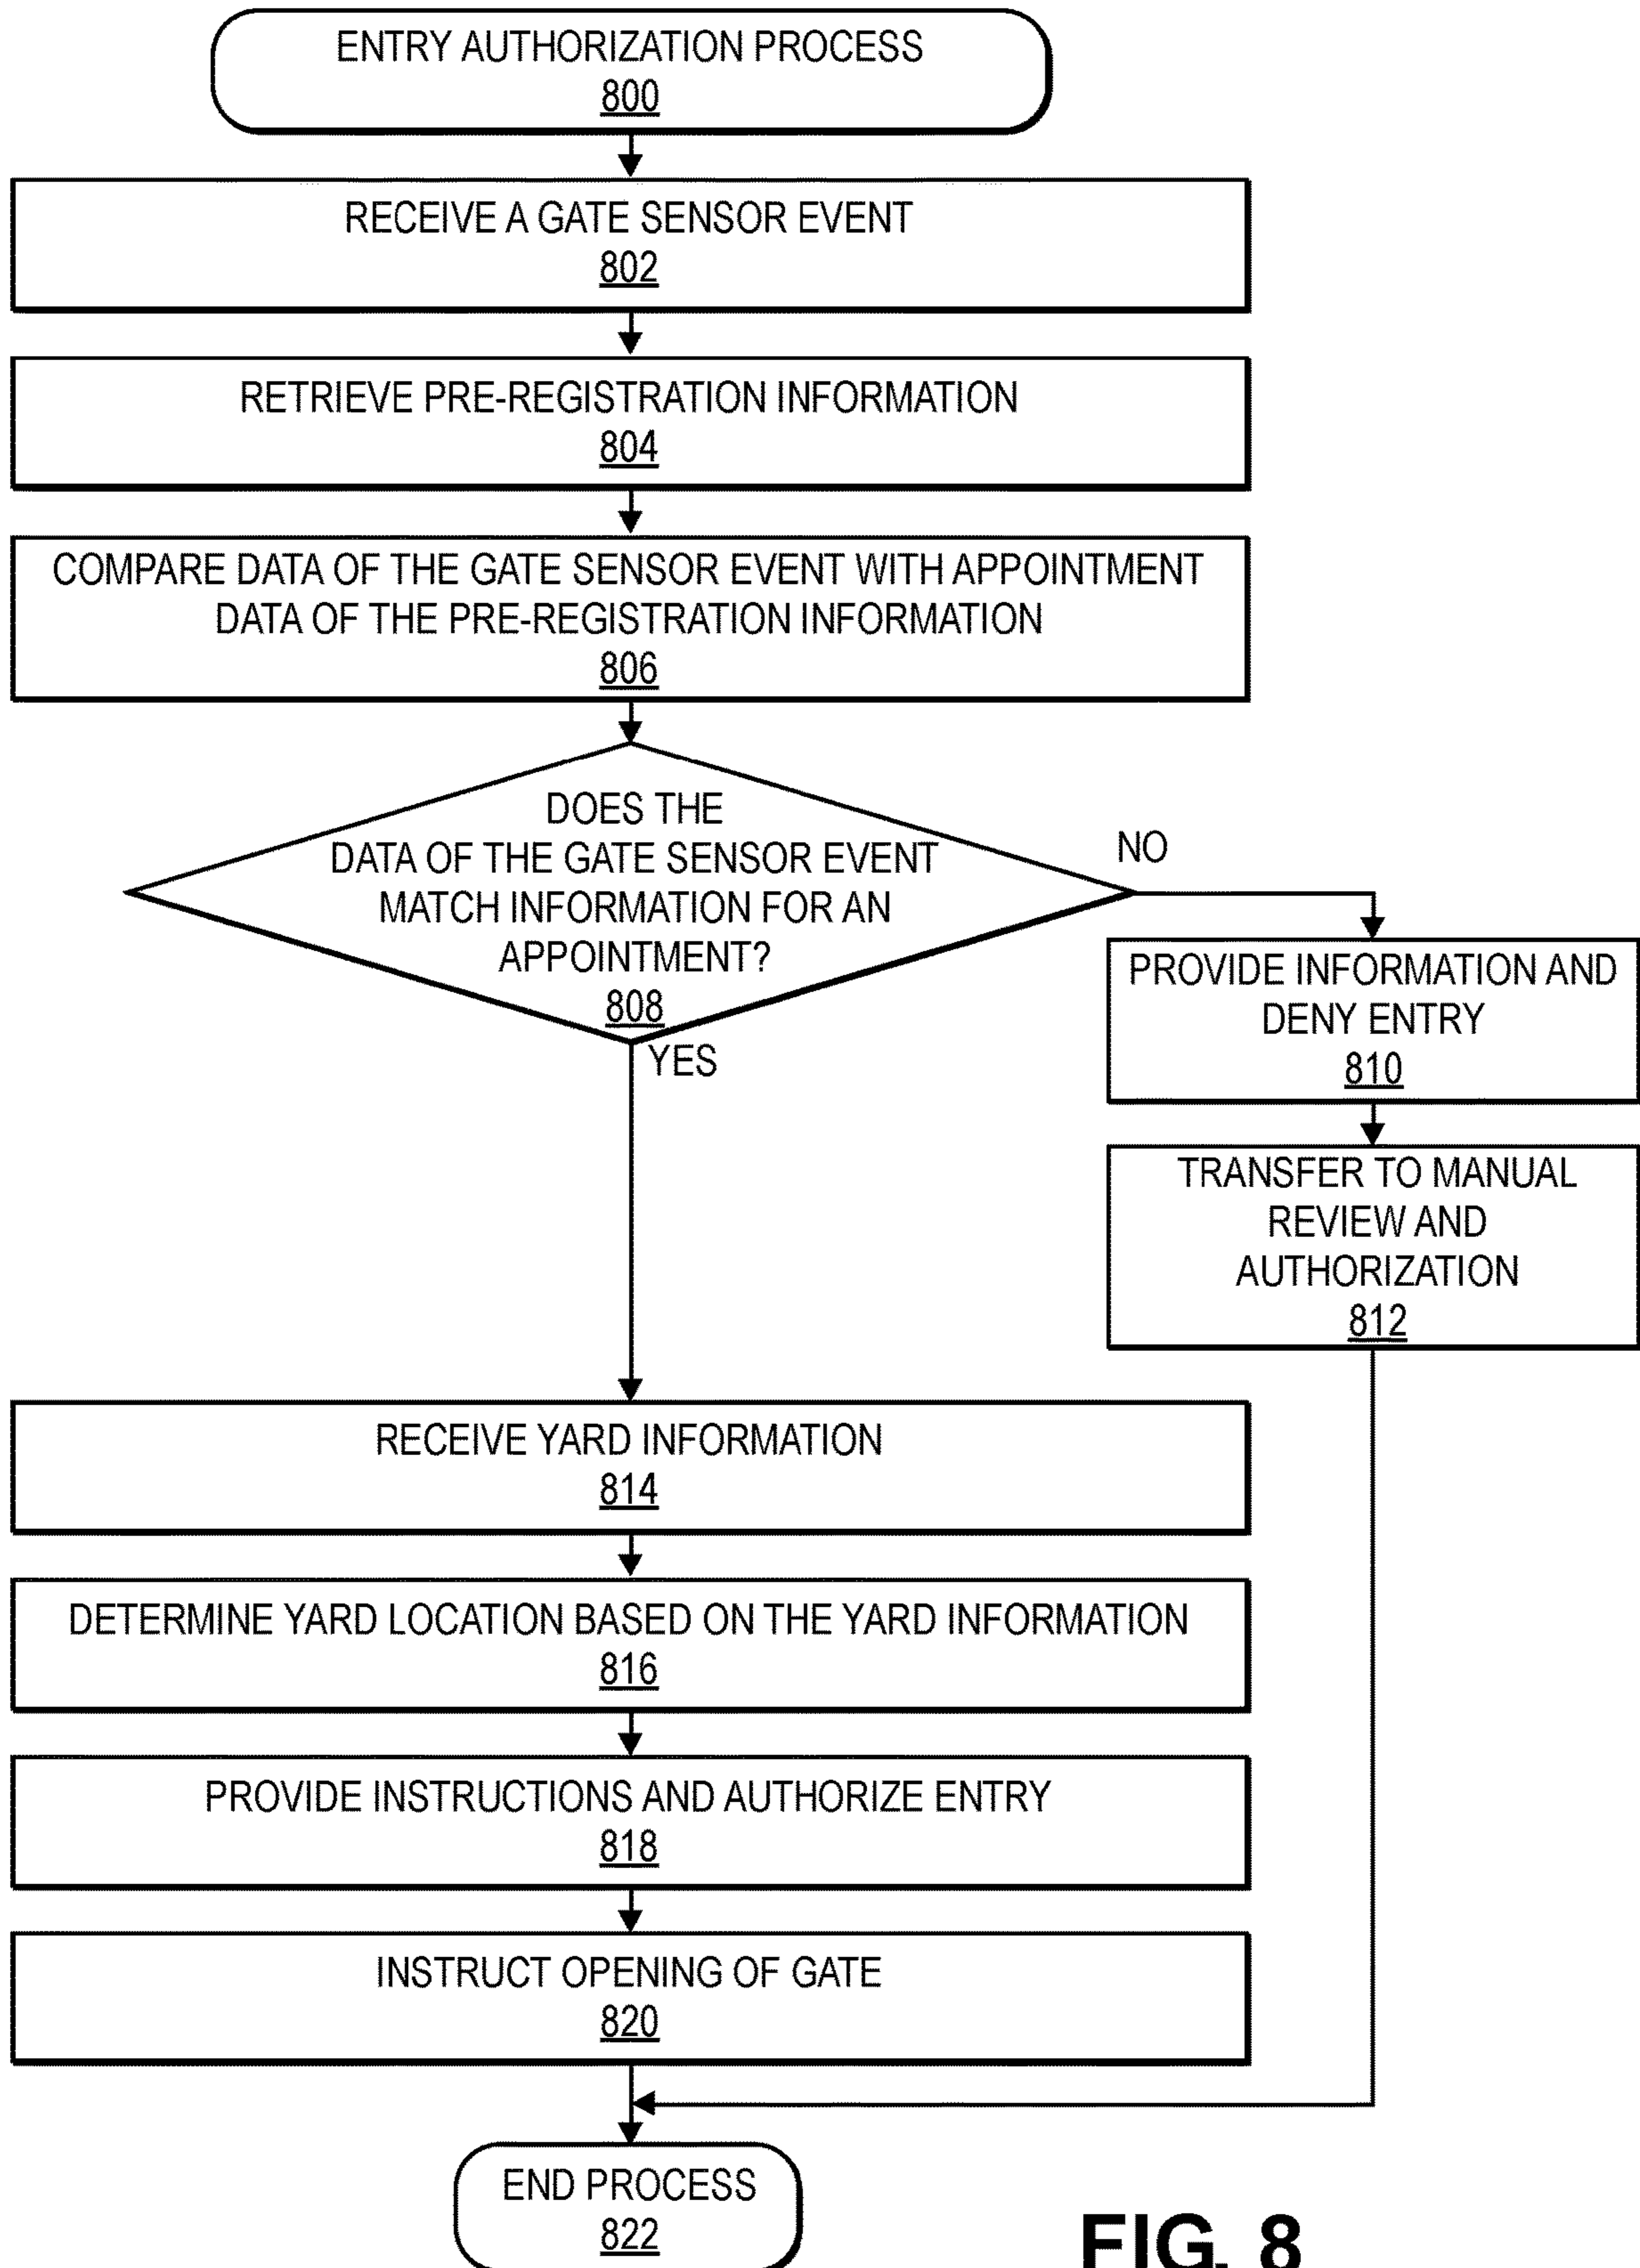 ENTRY AUTHORIZATION PROCESS
800
RECEIVE A GATE SENSOR EVENT
802
RETRIEVE PRE-REGISTRATION INFORMATION
804
COMPARE DATA OF THE GATE SENSOR EVENT WITH APPOINTMENT
DATA OF THE PRE-REGISTRATION INFORMATION
806
DOES THE
DATA OF THE GATE SENSOR EVENT
MATCH INFORMATION FOR AN
APPOINTMENT?
808
NO
PROVIDE INFORMATION AND
DENY ENTRY
810
TRANSFER TO MANUAL
REVIEW AND
AUTHORIZATION
812
YES
RECEIVE YARD INFORMATION
814
DETERMINE YARD LOCATION BASED ON THE YARD INFORMATION
816
PROVIDE INSTRUCTIONS AND AUTHORIZE ENTRY
818
INSTRUCT OPENING OF GATE
820
END PROCESS
822
FIG. 8